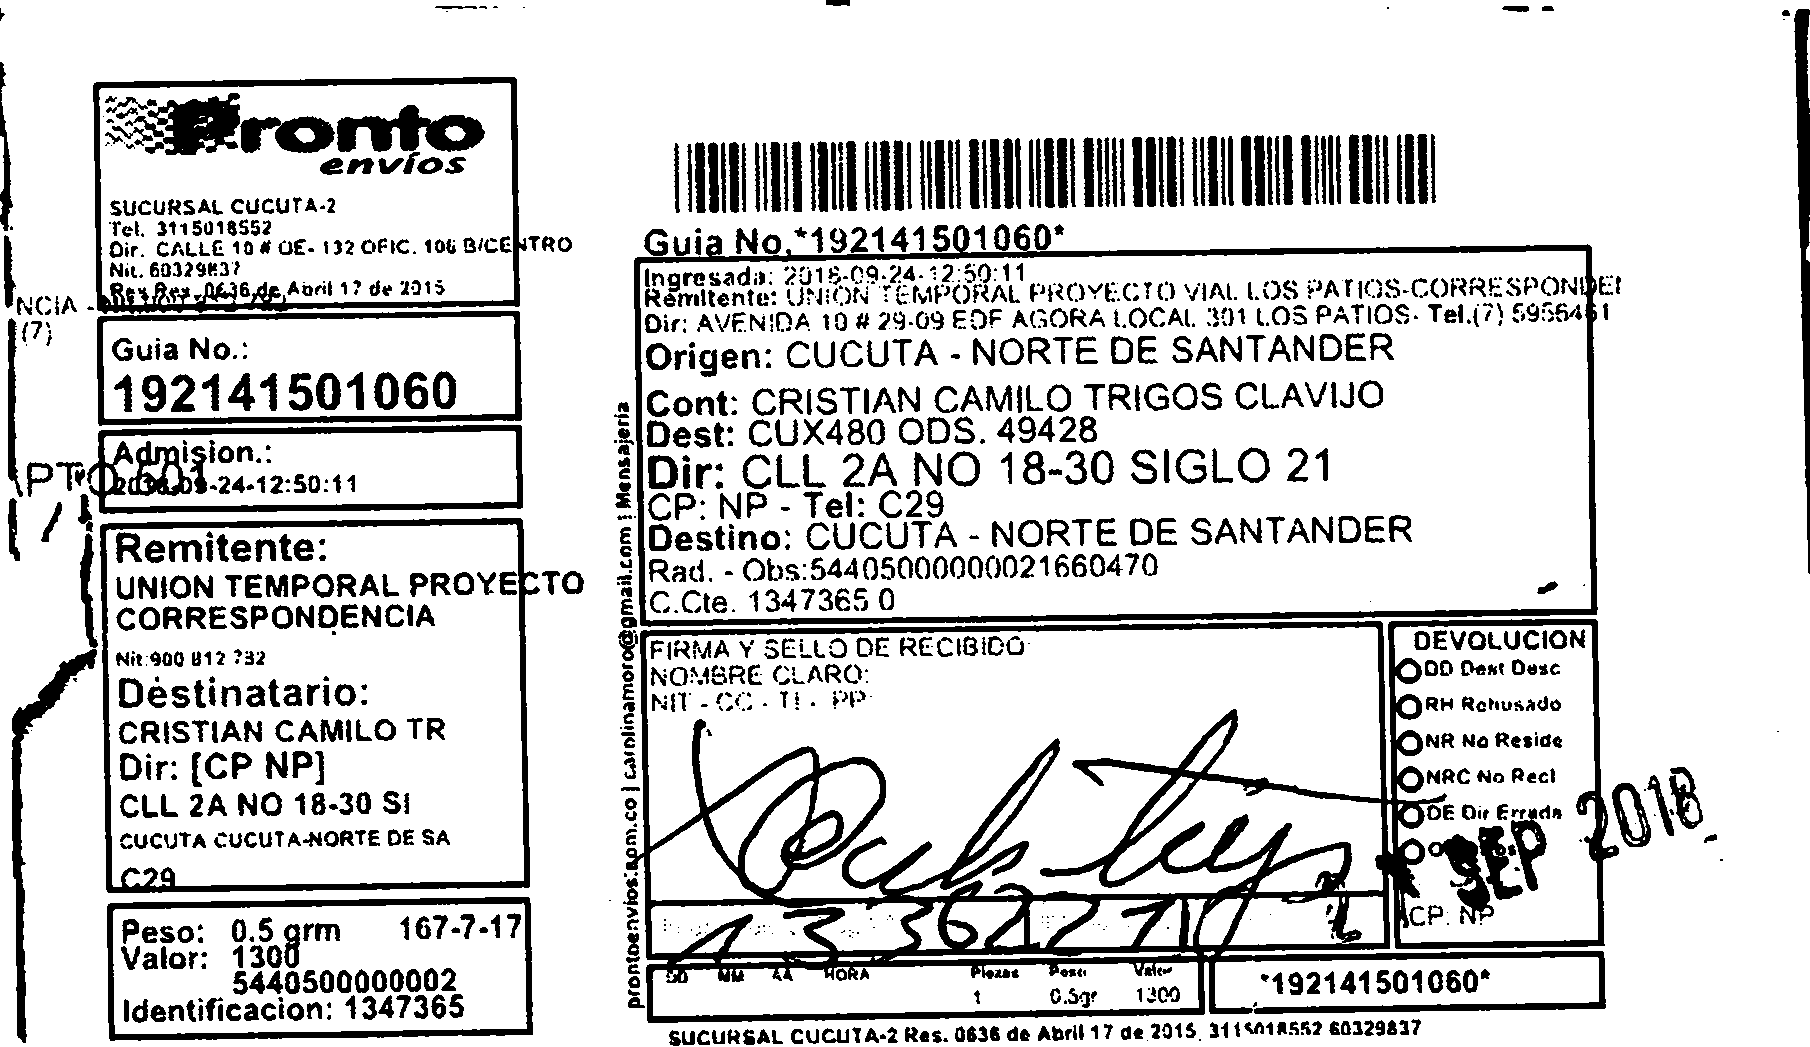 Pronto
envíos
SUCURSAL CUCUTA-2
Tel. 3115018552
Dir. CALLE 10 # OE- 132 OFIC. 106 B/CENTRO
Nit. 60329837
Res. 0636 de Abril 17 de 2015
NCIA -
(7)
Guia No.:
192141501060
Admision.:
-24-12:50:11
Remitente:
UNION TEMPORAL PROYECTO
CORRESPONDENCIA
Nit:900 812 732
Destinatario:
CRISTIAN CAMILO TR
Dir: [CP NP]
CLL 2A NO 18-30 SI
CUCUTA CUCUTA-NORTE DE SA
C29
Peso: 0.5 grm 167-7-17
Valor: 1300
5440500000002
Identificacion: 1347365
prontoenvios.com.co | carolinamoro@gmail.com | Mensajeria
Guia No.*192141501060*
Ingresada: 2018-09-24-12:50:11
Remitente: UNION TEMPORAL PROYECTO VIAL LOS PATIOS-CORRESPONDEI
Dir: AVENIDA 10 # 29-09 EDF AGORA LOCAL 301 LOS PATIOS- Tel.(7) 5956461
Origen: CUCUTA - NORTE DE SANTANDER
Cont: CRISTIAN CAMILO TRIGOS CLAVIJO
Dest: CUX480 ODS. 49428
Dir: CLL 2A NO 18-30 SIGLO 21
CP: NP - Tel: C29
Destino: CUCUTA - NORTE DE SANTANDER
Rad. - Obs:54405000000021660470
C.Cte. 1347365 0
FIRMA Y SELLO DE RECIBIDO
NOMBRE CLARO:
NIT - CC - TI - PP
DEVOLUCION
DD Dest Desc
RH Rehusado
NR No Reside
NRC No Recl
DE Dir Errada
SEP 2018
CP: NP
DD MM AA HORA Piezas Peso Valor
1 0.5gr 1300
*192141501060*
SUCURSAL CUCUTA-2 Res. 0636 de Abril 17 de 2015, 3115018552 60329837